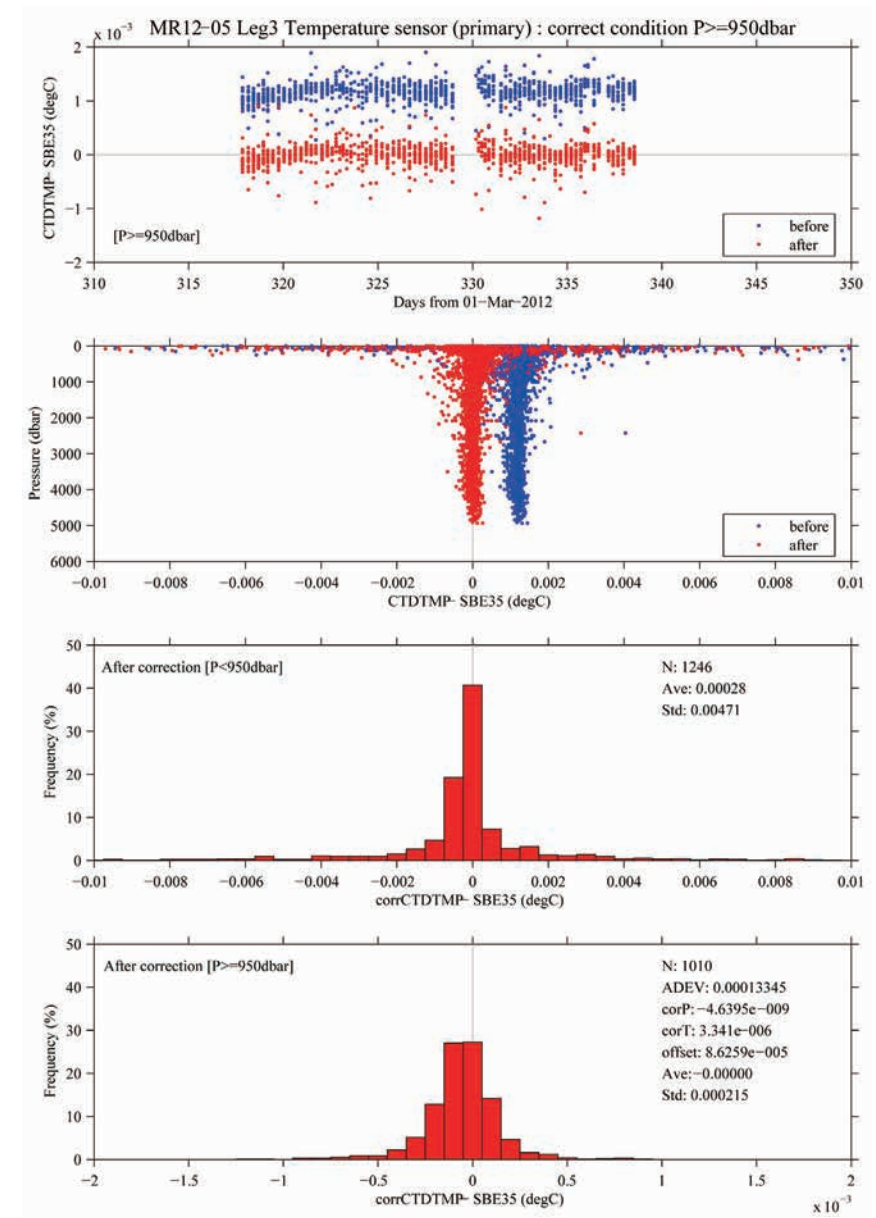 MR12-05 Leg3 Temperature sensor (primary) : correct condition P>=950dbar
x 10⁻³
2
1
0
−1
−2
CTDTMP- SBE35 (degC)
[P>=950dbar]
before
after
310 315 320 325 330 335 340 345 350
Days from 01-Mar-2012
0
1000
2000
3000
4000
5000
6000
Pressure (dbar)
before
after
−0.01 −0.008 −0.006 −0.004 −0.002 0 0.002 0.004 0.006 0.008 0.01
CTDTMP- SBE35 (degC)
50
40
30
20
10
0
Frequency (%)
After correction [P<950dbar]
N: 1246
Ave: 0.00028
Std: 0.00471
−0.01 −0.008 −0.006 −0.004 −0.002 0 0.002 0.004 0.006 0.008 0.01
corrCTDTMP- SBE35 (degC)
50
40
30
20
10
0
Frequency (%)
After correction [P>=950dbar]
N: 1010
ADEV: 0.00013345
corP: −4.6395e−009
corT: 3.341e−006
offset: 8.6259e−005
Ave:−0.00000
Std: 0.000215
−2 −1.5 −1 −0.5 0 0.5 1 1.5 2
corrCTDTMP- SBE35 (degC)
x 10⁻³